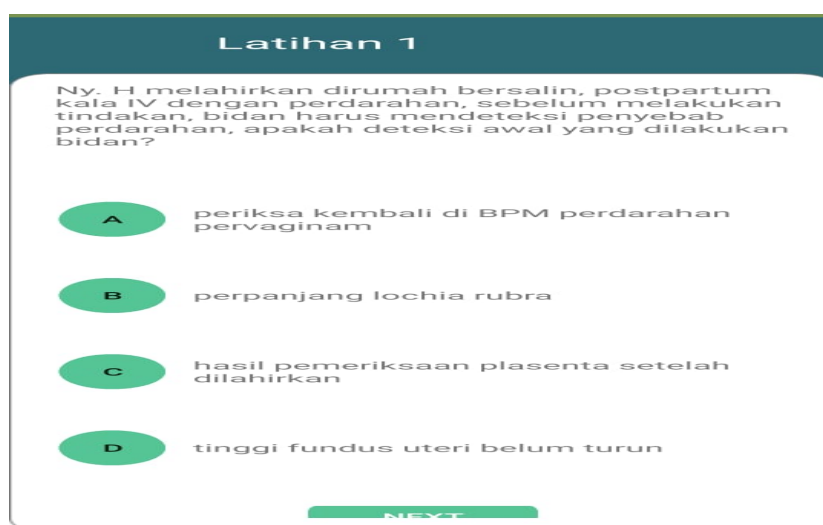 Latihan 1
Ny. H melahirkan dirumah bersalin, postpartum
kala IV dengan perdarahan, sebelum melakukan
tindakan, bidan harus mendeteksi penyebab
perdarahan, apakah deteksi awal yang dilakukan
bidan?
A periksa kembali di BPM perdarahan
pervaginam
B perpanjang lochia rubra
C hasil pemeriksaan plasenta setelah
dilahirkan
D tinggi fundus uteri belum turun
NEXT